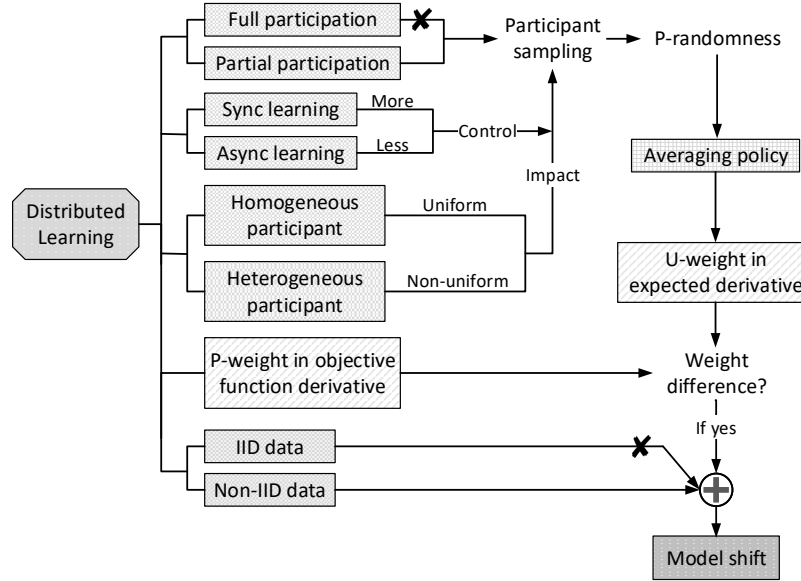 Full participation
Partial participation
Participant
sampling
P-randomness
Sync learning
More
Async learning
Less
Control
Impact
Averaging policy
Distributed
Learning
Homogeneous
participant
Uniform
Heterogeneous
participant
Non-uniform
U-weight in
expected derivative
P-weight in objective
function derivative
Weight
difference?
If yes
IID data
Non-IID data
Model shift